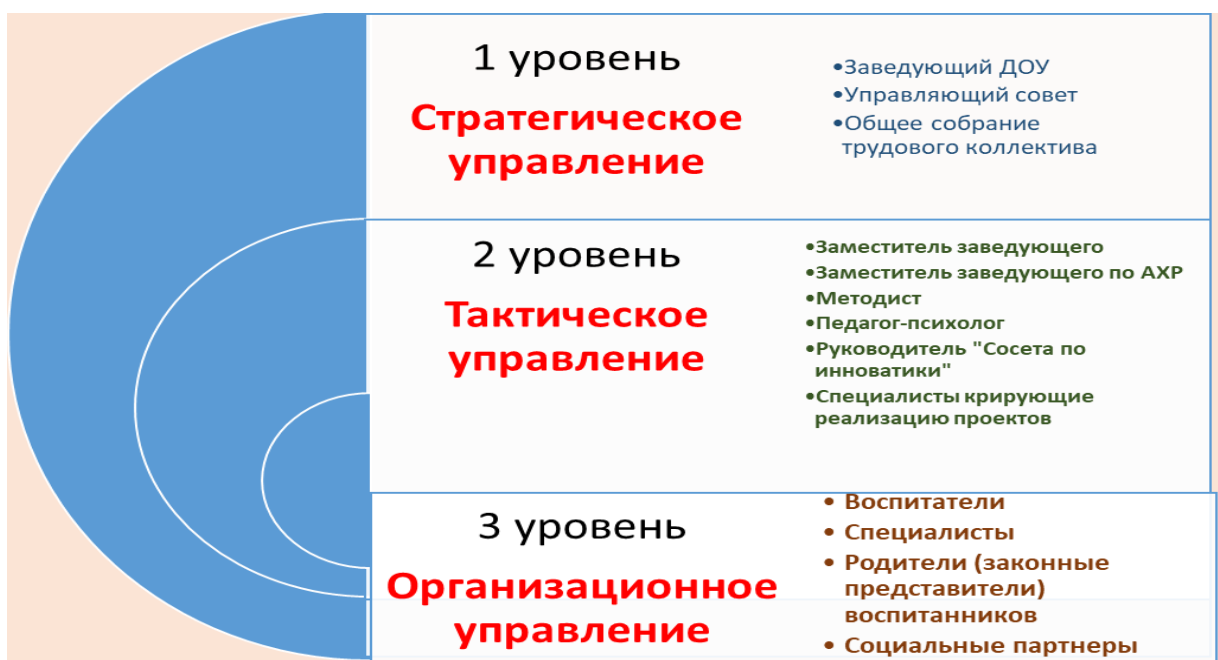 1 уровень
Стратегическое
управление
•Заведующий ДОУ
•Управляющий совет
•Общее собрание
трудового коллектива
2 уровень
Тактическое
управление
•Заместитель заведующего
•Заместитель заведующего по АХР
•Методист
•Педагог-психолог
•Руководитель "Сосета по
инноватики"
•Специалисты крирующие
реализацию проектов
3 уровень
Организационное
управление
• Воспитатели
• Специалисты
• Родители (законные
представители)
воспитанников
• Социальные партнеры